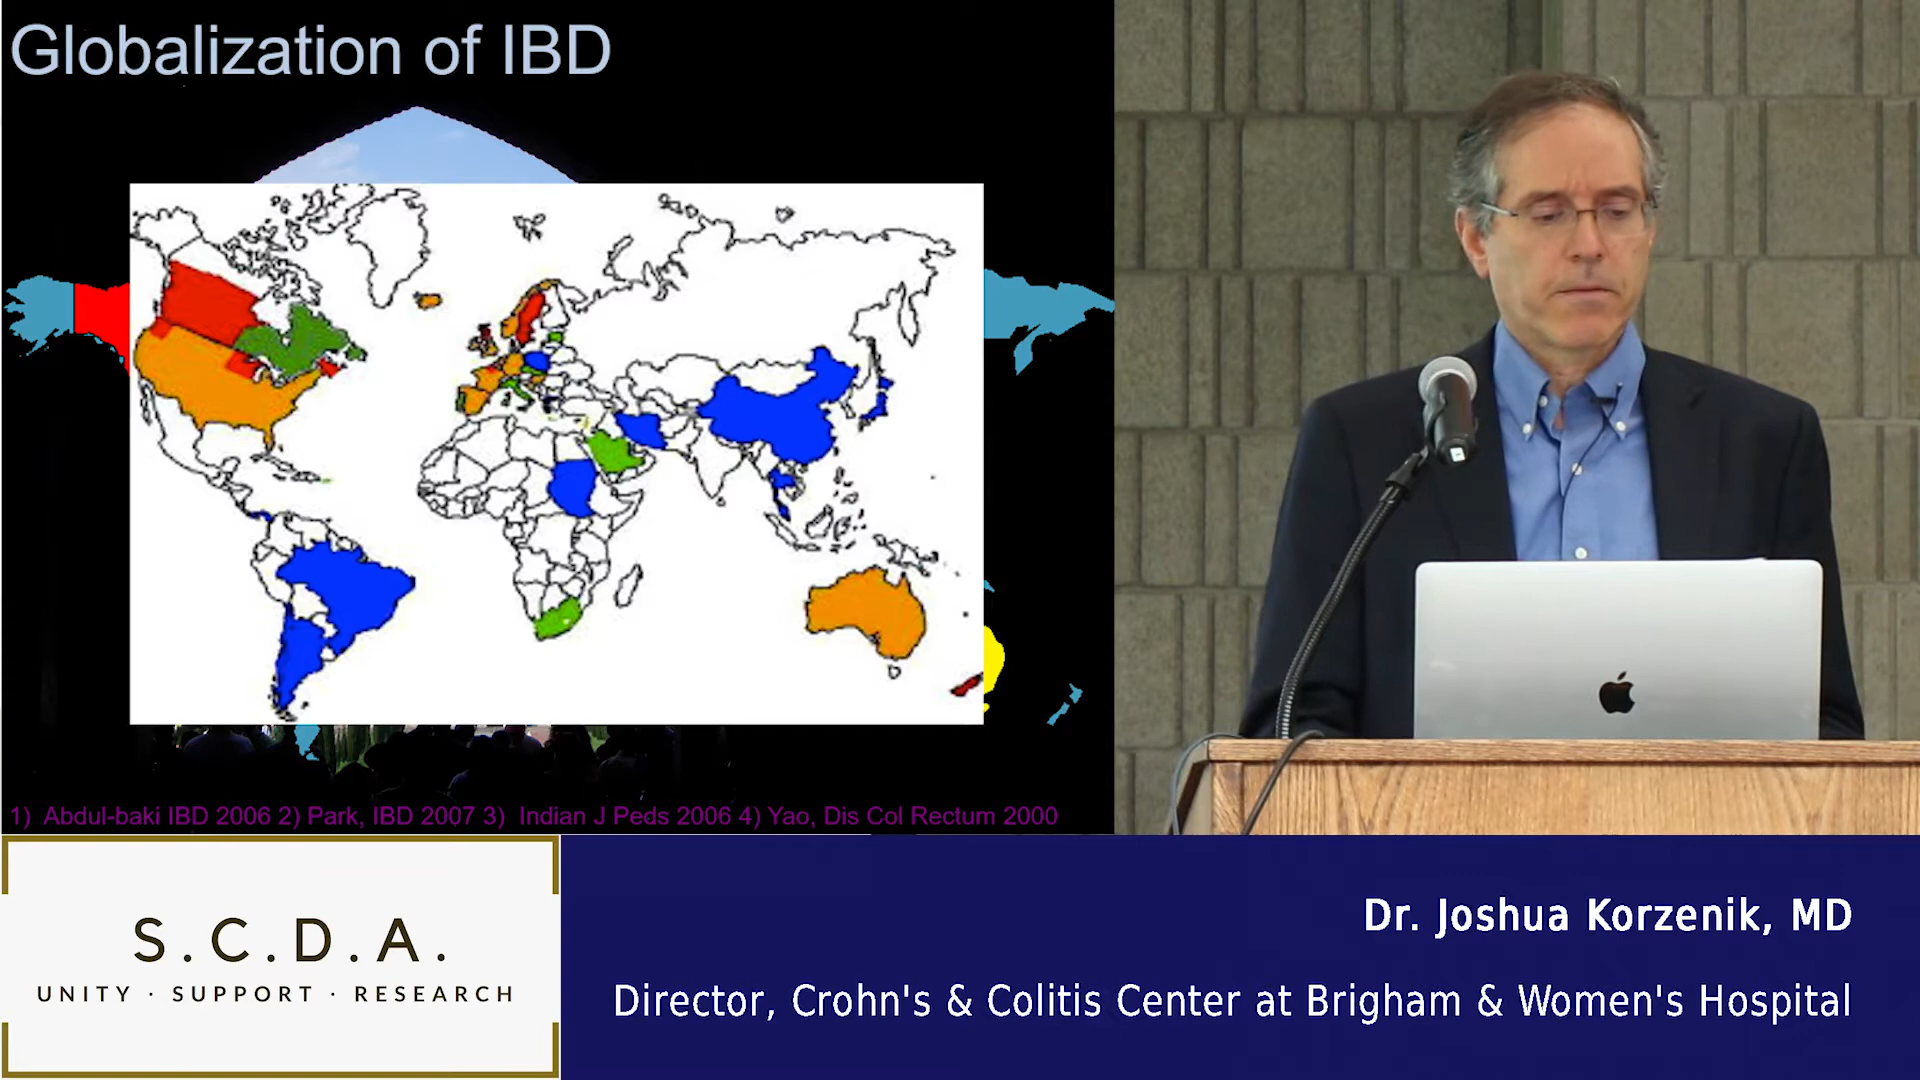 Globalization of IBD
1) Abdul-baki IBD 2006 2) Park, IBD 2007 3) Indian J Peds 2006 4) Yao, Dis Col Rectum 2000
S.C.D.A.
UNITY · SUPPORT · RESEARCH
Dr. Joshua Korzenik, MD
Director, Crohn's & Colitis Center at Brigham & Women's Hospital